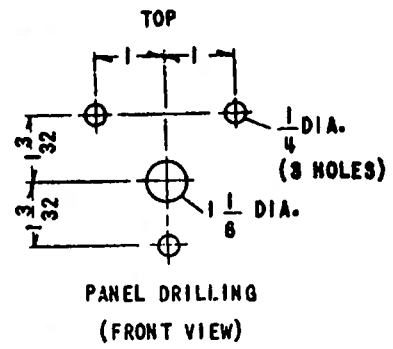 TOP
1 1
1 3/32
1/4 DIA.
(3 HOLES)
1 3/32
1 1/8 DIA.
PANEL DRILLING
(FRONT VIEW)